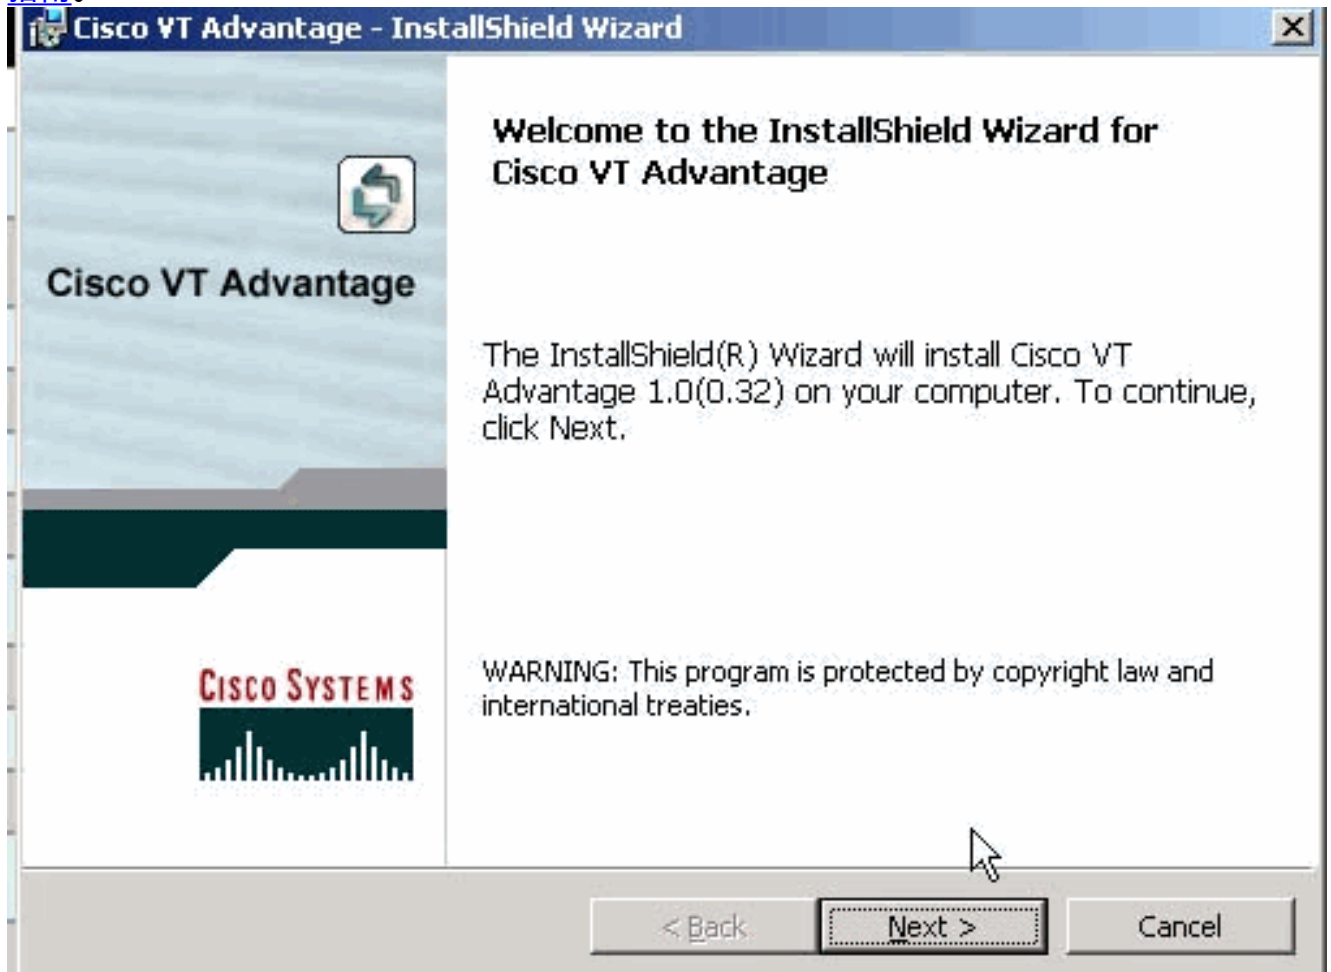 Cisco VT Advantage - InstallShield Wizard
Welcome to the InstallShield Wizard for
Cisco VT Advantage
Cisco VT Advantage
The InstallShield(R) Wizard will install Cisco VT
Advantage 1.0(0.32) on your computer. To continue,
click Next.
CISCO SYSTEMS
WARNING: This program is protected by copyright law and
international treaties.
< Back
Next >
Cancel